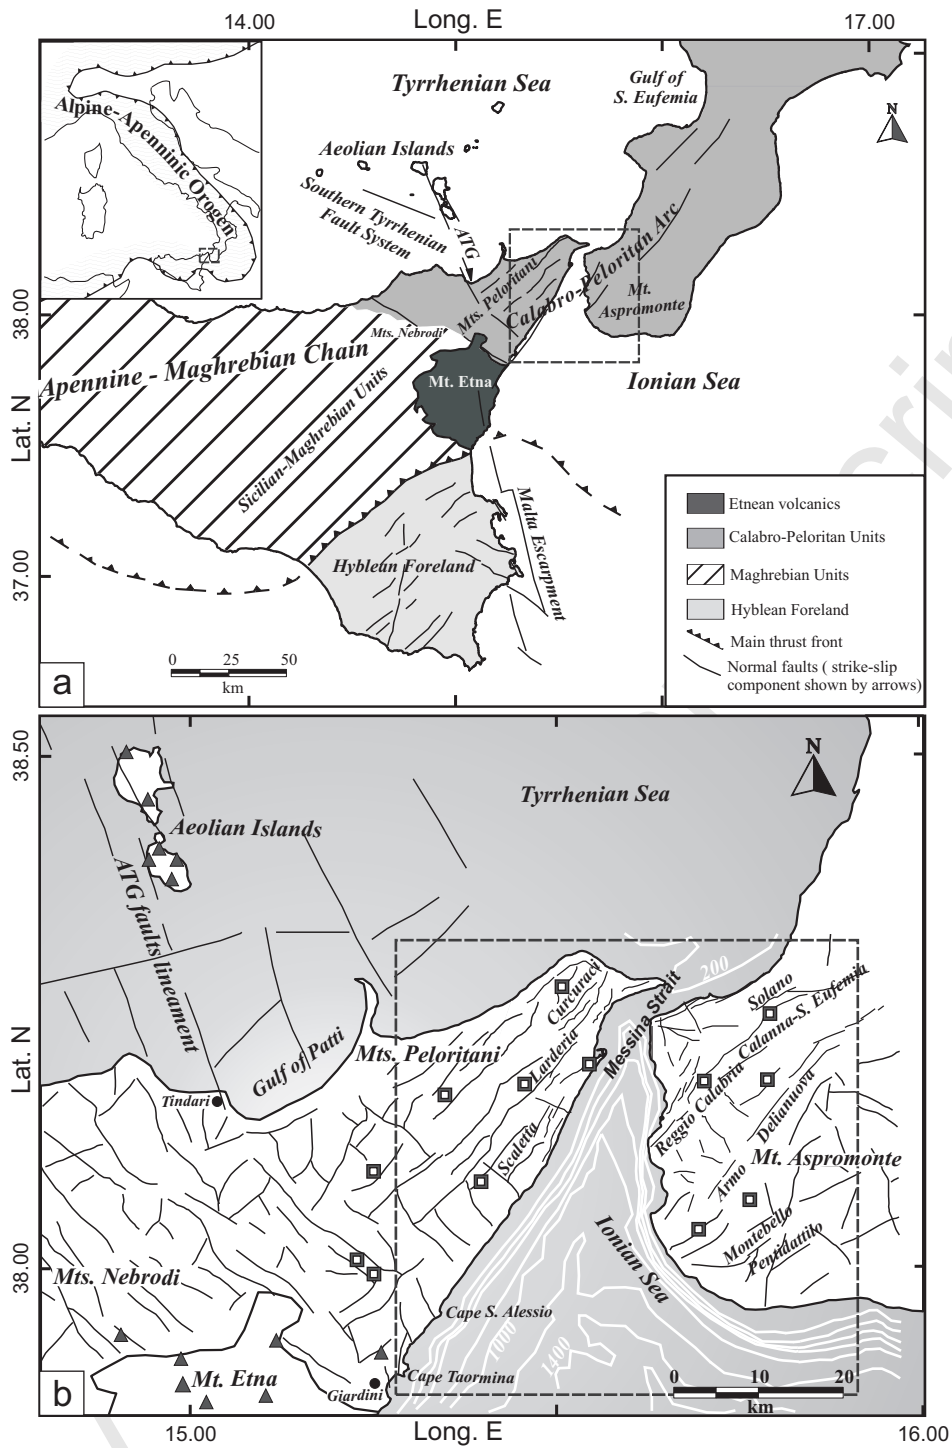 14.00
Long. E
17.00
Tyrrhenian Sea
Gulf of
S. Eufemia
N
Alpine-Apenninic Orogen
Aeolian Islands
Southern Tyrrhenian
Fault System
ATG
Mts. Peloritani
Calabro-Peloritan Arc
Mt.
Aspromonte
38.00
Mts. Nebrodi
Apennine - Maghrebian Chain
Mt. Etna
Ionian Sea
Lat. N
Sicilian-Maghrebian Units
Malta Escarpment
Hyblean Foreland
37.00
Etnean volcanics
Calabro-Peloritan Units
Maghrebian Units
Hyblean Foreland
Main thrust front
Normal faults ( strike-slip
component shown by arrows)
0 25 50
km
a
38.50
N
Tyrrhenian Sea
Aeolian Islands
ATG faults lineament
200
Curcuraci
Messina Strait
Solano
Calanna-S. Eufemia
Gulf of Patti
Mts. Peloritani
Larderia
Lat. N
Tindari
Reggio Calabria
Delianuova
Scaletta
Mt. Aspromonte
Armo
Montebello
Pentidattilo
Ionian Sea
38.00
Mts. Nebrodi
Cape S. Alessio
1000
1400
Cape Taormina
Mt. Etna
Giardini
0 10 20
km
b
15.00
Long. E
16.00